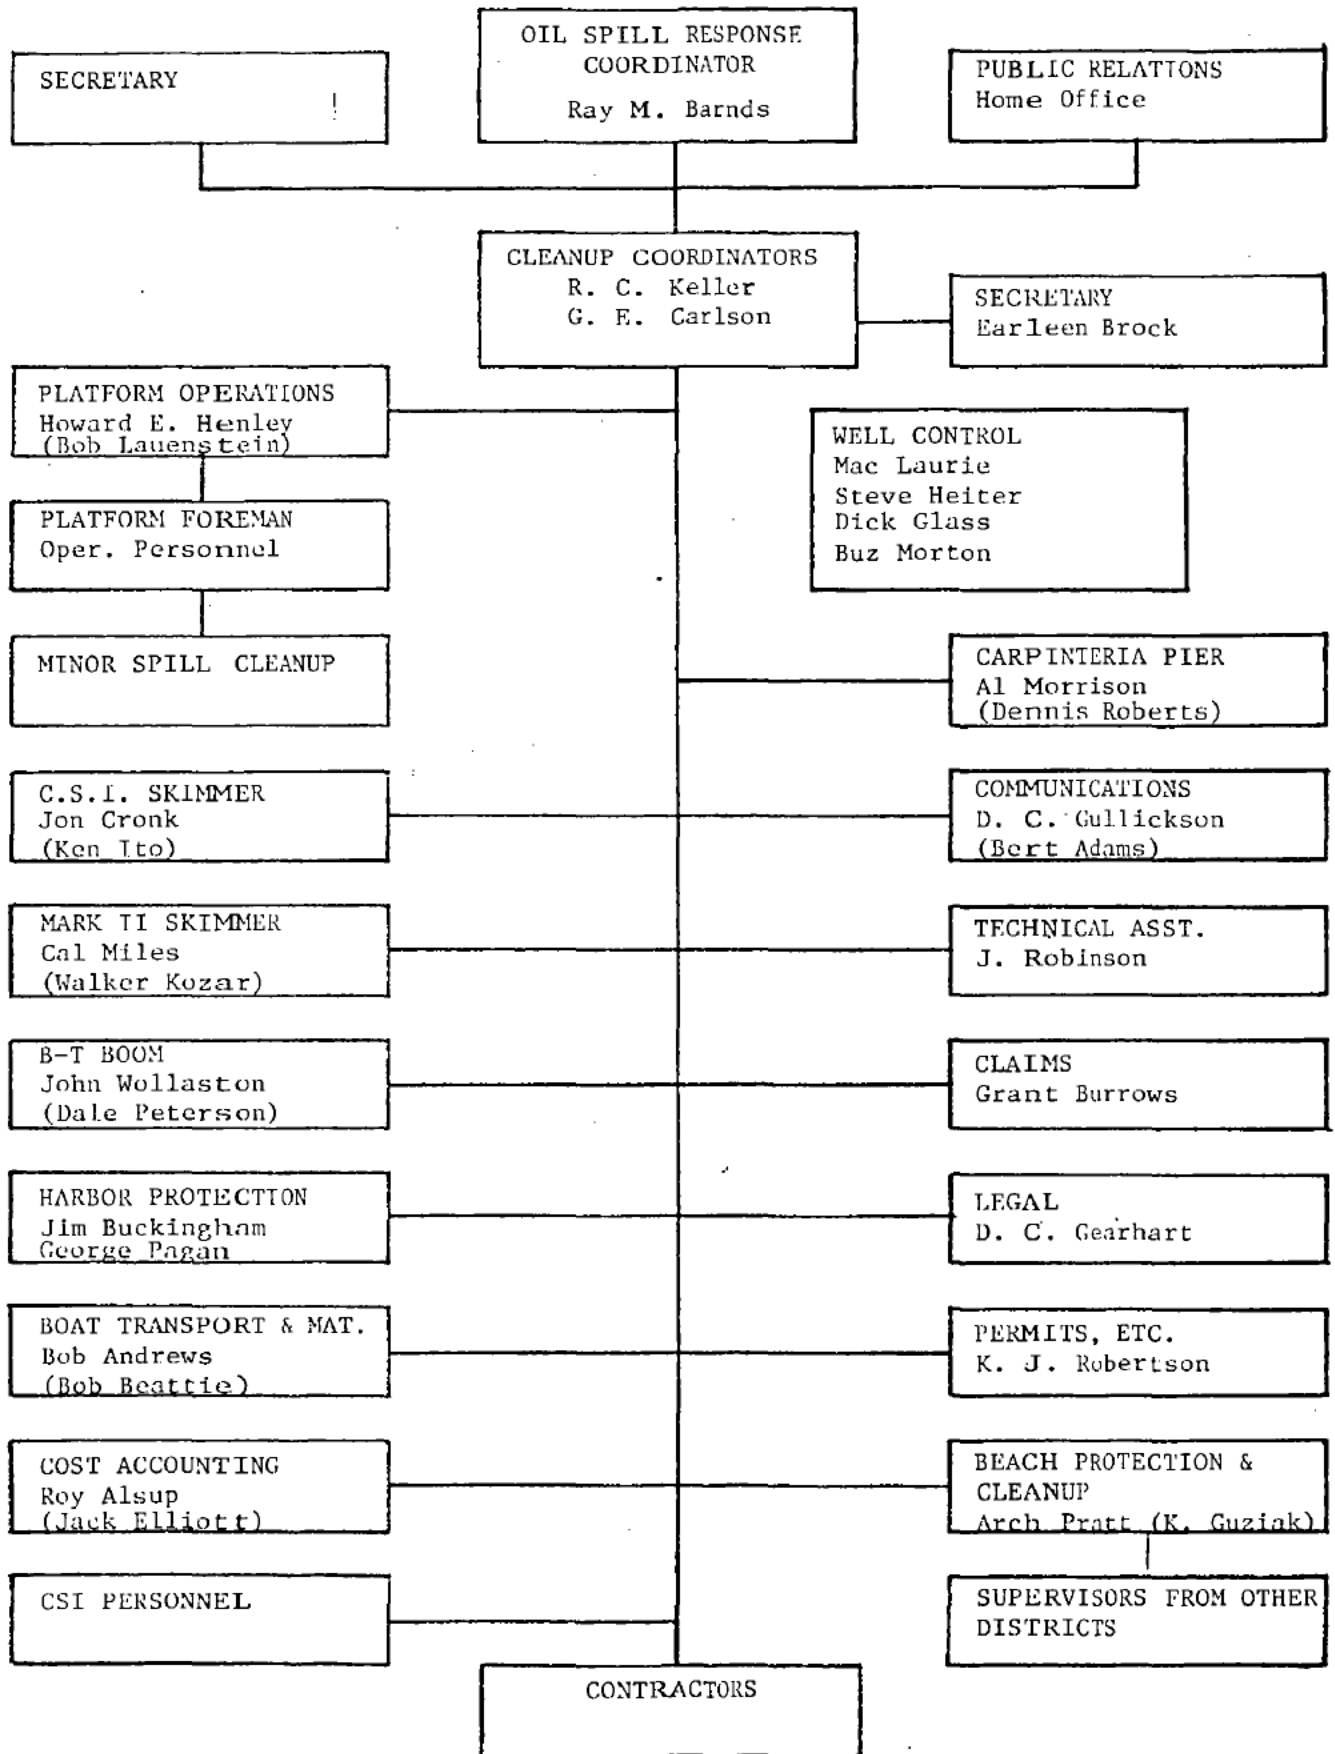 OIL SPILL RESPONSE
COORDINATOR
Ray M. Barnds
SECRETARY
PUBLIC RELATIONS
Home Office
CLEANUP COORDINATORS
R. C. Keller
G. E. Carlson
SECRETARY
Earleen Brock
PLATFORM OPERATIONS
Howard E. Henley
(Bob Lauenstein)
WELL CONTROL
Mac Laurie
Steve Heiter
Dick Glass
Buz Morton
PLATFORM FOREMAN
Oper. Personnel
MINOR SPILL CLEANUP
CARPINTERIA PIER
Al Morrison
(Dennis Roberts)
C.S.I. SKIMMER
Jon Cronk
(Ken Ito)
COMMUNICATIONS
D. C. Gullickson
(Bert Adams)
MARK II SKIMMER
Cal Miles
(Walker Kozar)
TECHNICAL ASST.
J. Robinson
B-T BOOM
John Wollaston
(Dale Peterson)
CLAIMS
Grant Burrows
HARBOR PROTECTION
Jim Buckingham
George Pagan
LEGAL
D. C. Gearhart
BOAT TRANSPORT & MAT.
Bob Andrews
(Bob Beattie)
PERMITS, ETC.
K. J. Robertson
COST ACCOUNTING
Roy Alsup
(Jack Elliott)
BEACH PROTECTION &
CLEANUP
Arch Pratt (K. Guziak)
CSI PERSONNEL
SUPERVISORS FROM OTHER
DISTRICTS
CONTRACTORS